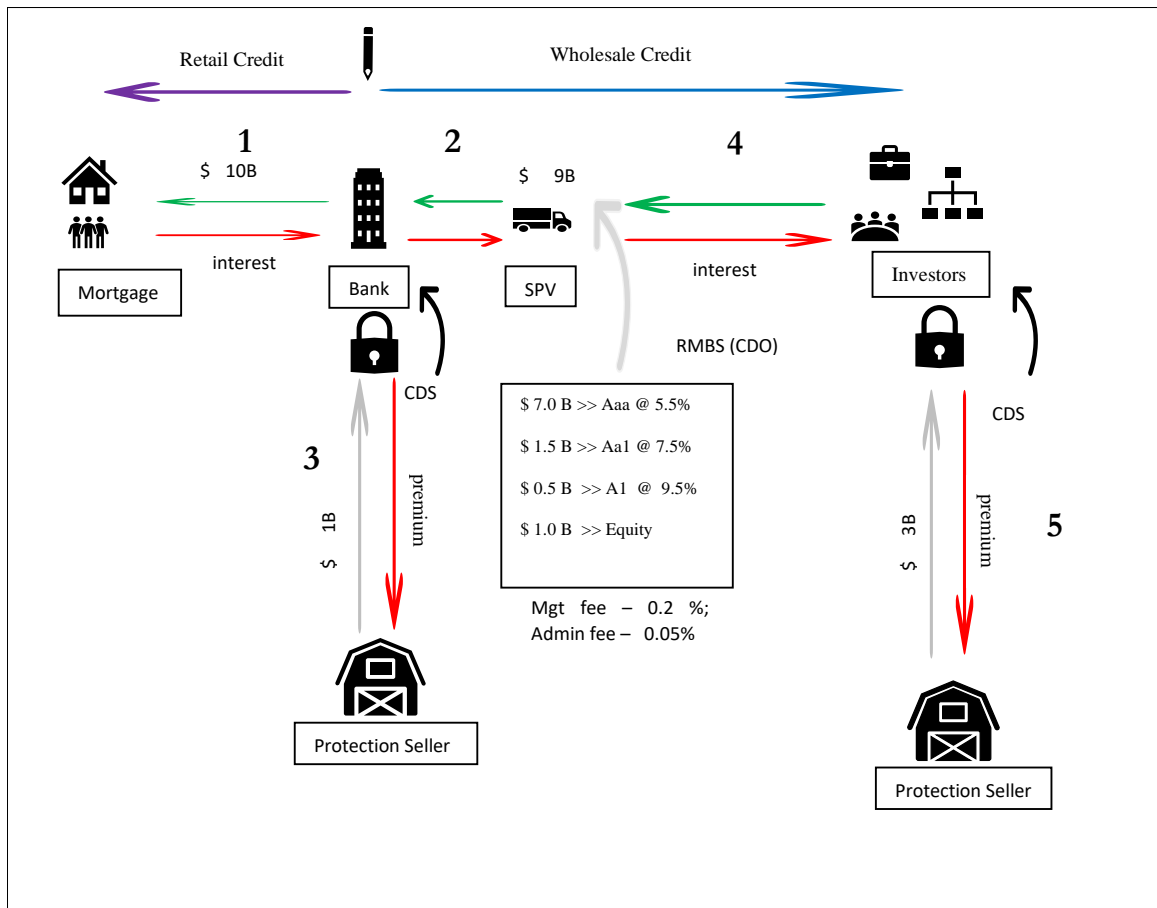 Retail Credit
Wholesale Credit
1
2
4
$ 10B
$ 9B
interest
interest
Mortgage
Bank
SPV
Investors
RMBS (CDO)
CDS
CDS
$ 7.0 B >> Aaa @ 5.5%
$ 1.5 B >> Aa1 @ 7.5%
$ 0.5 B >> A1 @ 9.5%
$ 1.0 B >> Equity
3
premium
$ 1B
premium
$ 3B
5
Mgt fee – 0.2 %;
Admin fee – 0.05%
Protection Seller
Protection Seller